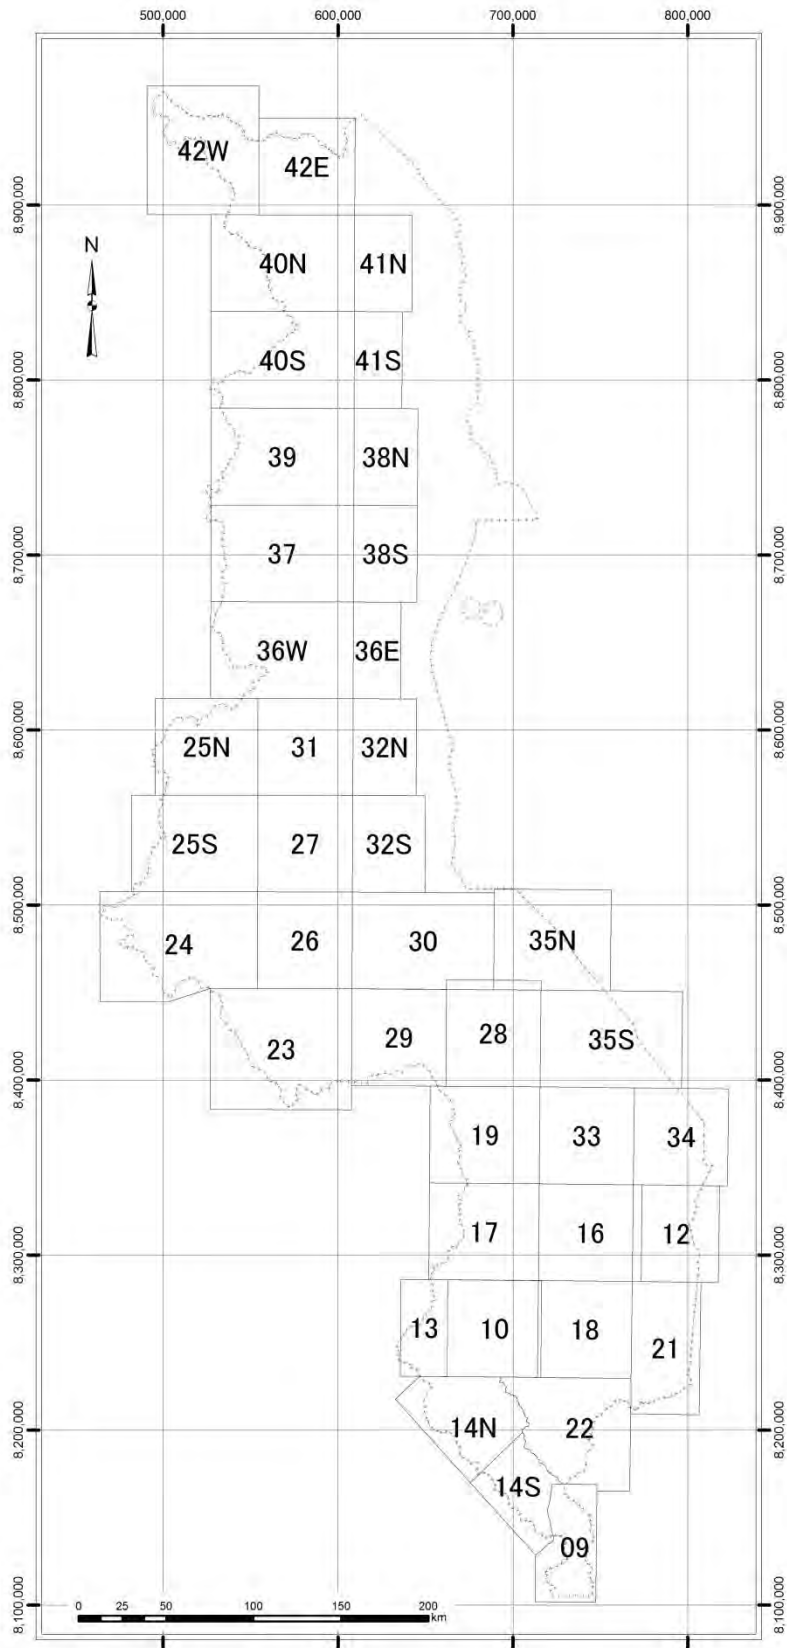 500,000 600,000 700,000 800,000
42W
42E
8,900,000 8,900,000
N
40N 41N
40S 41S
8,800,000 8,800,000
39 38N
37 38S
8,700,000 8,700,000
36W 36E
8,600,000 8,600,000
25N 31 32N
25S 27 32S
8,500,000 8,500,000
24 26 30 35N
23 29 28 35S
8,400,000 8,400,000
19 33 34
17 16 12
8,300,000 8,300,000
13 10 18 21
8,200,000 8,200,000
14N 22
14S
09
8,100,000 8,100,000
0 25 50 100 150 200
km